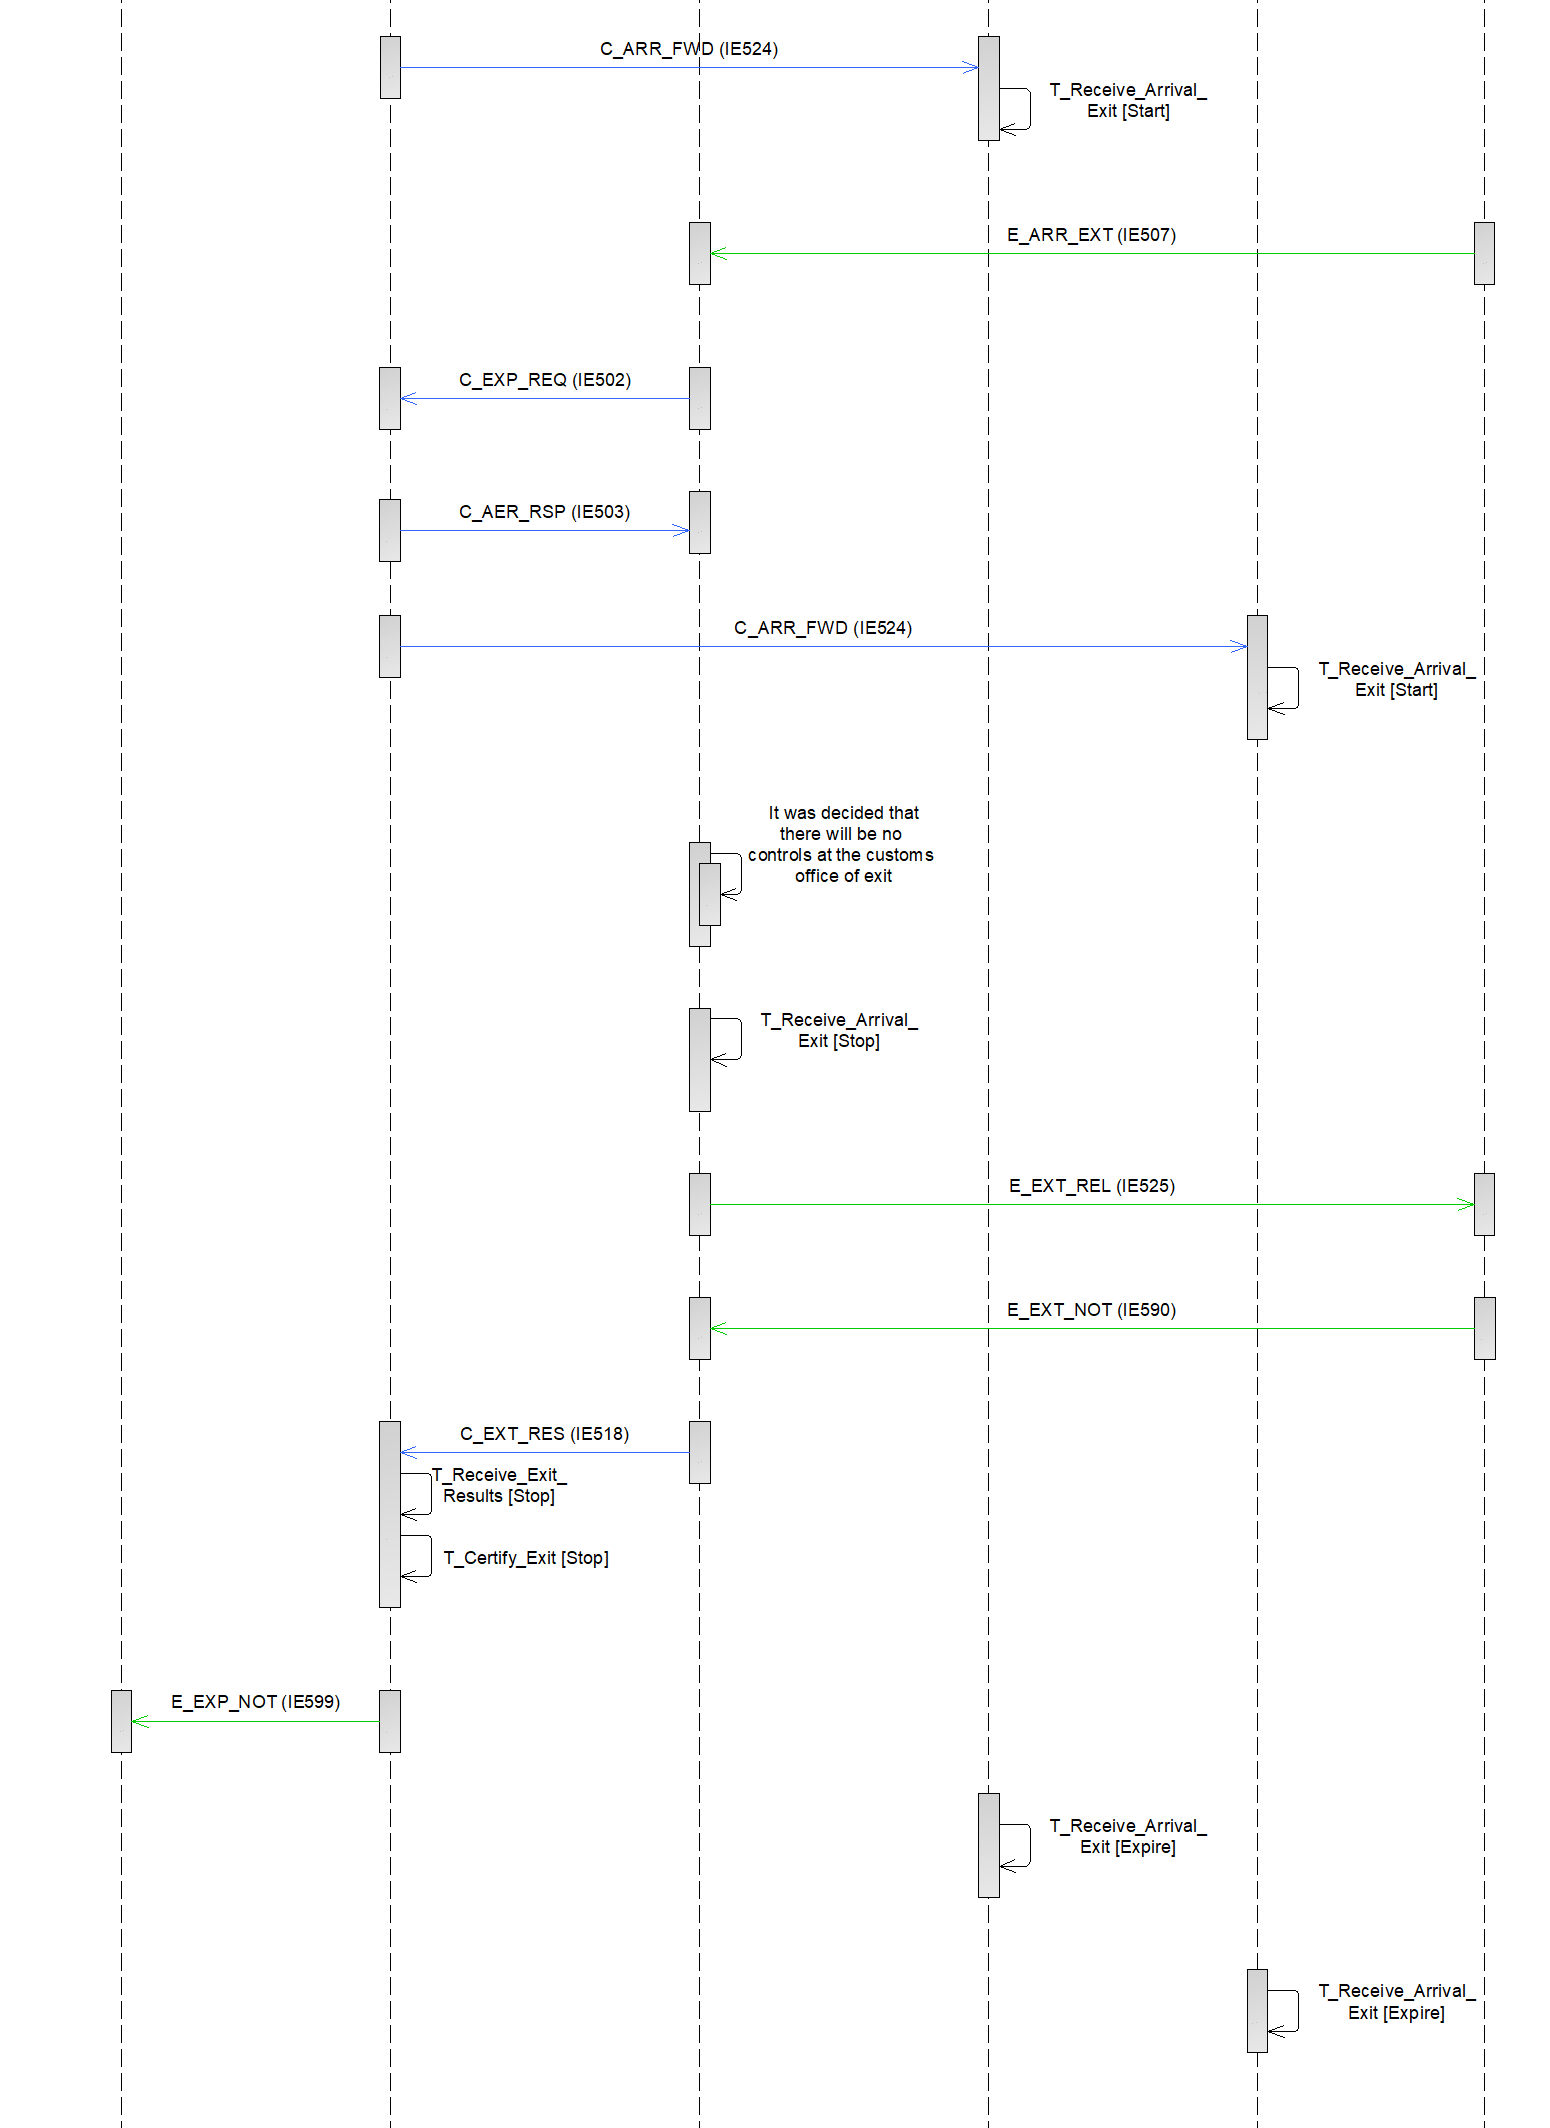 C_ARR_FWD (IE524)
T_Receive_Arrival_
Exit [Start]
E_ARR_EXT (IE507)
C_EXP_REQ (IE502)
C_AER_RSP (IE503)
C_ARR_FWD (IE524)
T_Receive_Arrival_
Exit [Start]
It was decided that
there will be no
controls at the customs
office of exit
T_Receive_Arrival_
Exit [Stop]
E_EXT_REL (IE525)
E_EXT_NOT (IE590)
C_EXT_RES (IE518)
T_Receive_Exit_
Results [Stop]
T_Certify_Exit [Stop]
E_EXP_NOT (IE599)
T_Receive_Arrival_
Exit [Expire]
T_Receive_Arrival_
Exit [Expire]